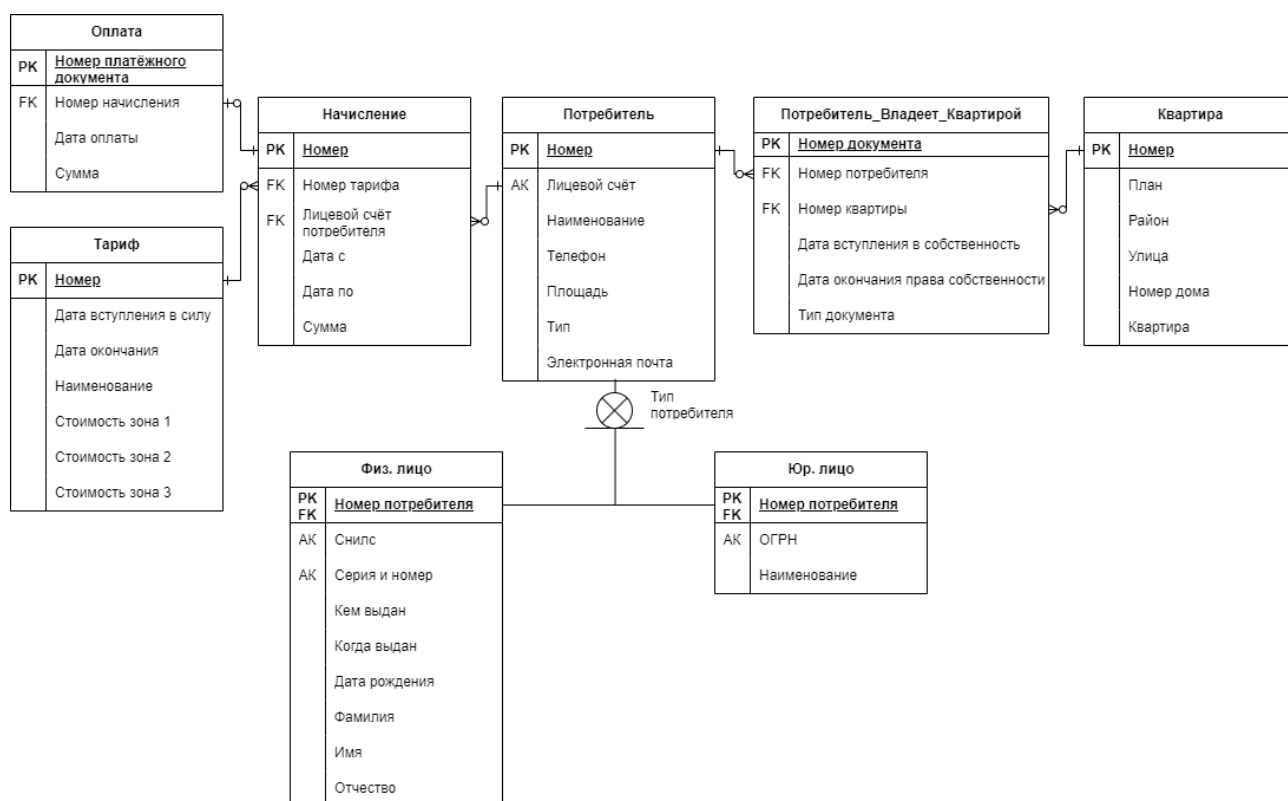 Оплата
PK Номер платёжного
документа
FK Номер начисления
Дата оплаты
Сумма
Тариф
PK Номер
Дата вступления в силу
Дата окончания
Наименование
Стоимость зона 1
Стоимость зона 2
Стоимость зона 3
Начисление
PK Номер
FK Номер тарифа
FK Лицевой счёт
потребителя
Дата с
Дата по
Сумма
Потребитель
PK Номер
АК Лицевой счёт
Наименование
Телефон
Площадь
Тип
Электронная почта
Потребитель_Владеет_Квартирой
PK Номер документа
FK Номер потребителя
FK Номер квартиры
Дата вступления в собственность
Дата окончания права собственности
Тип документа
Квартира
PK Номер
План
Район
Улица
Номер дома
Квартира
Тип
потребителя
Физ. лицо
PK
FK Номер потребителя
АК Снилс
АК Серия и номер
Кем выдан
Когда выдан
Дата рождения
Фамилия
Имя
Отчество
Юр. лицо
PK
FK Номер потребителя
АК ОГРН
Наименование